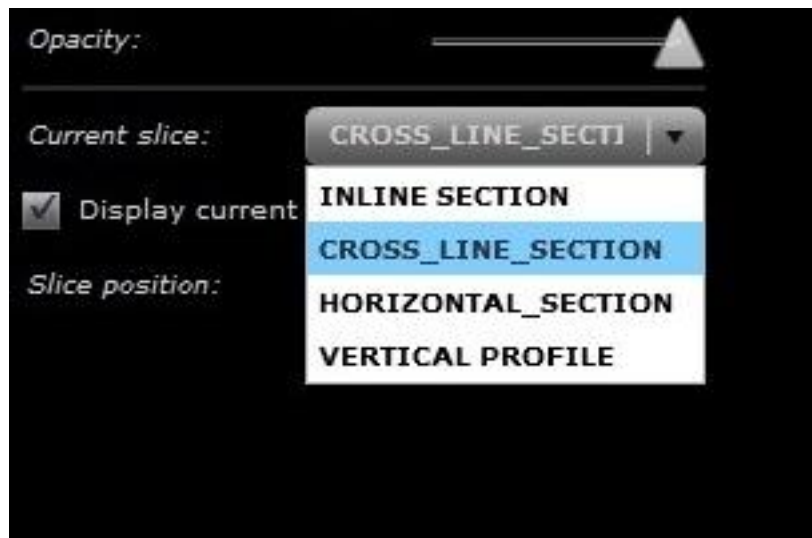 Opacity:
Current slice: CROSS_LINE_SECTI
INLINE SECTION
Display current
CROSS_LINE_SECTION
Slice position:
HORIZONTAL_SECTION
VERTICAL PROFILE